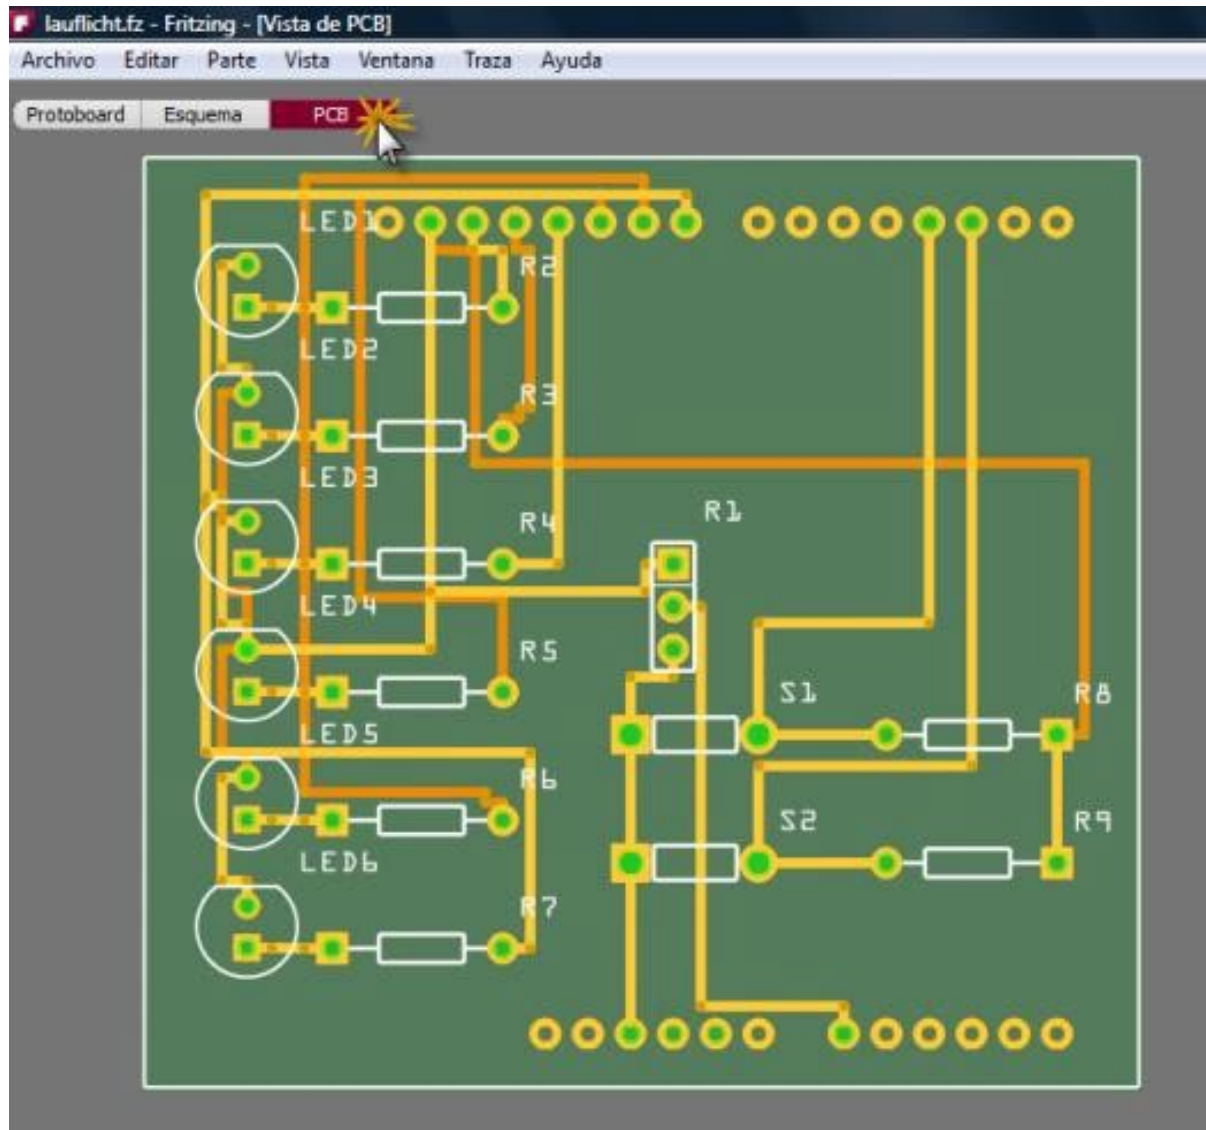 lauflicht.fz - Fritzing - [Vista de PCB]
Archivo Editar Parte Vista Ventana Traza Ayuda
Protoboard Esquema PCB
LED1
R2
LED2
R3
LED3
R4
R1
LED4
R5
S1
R8
LED5
R6
S2
R9
LED6
R7